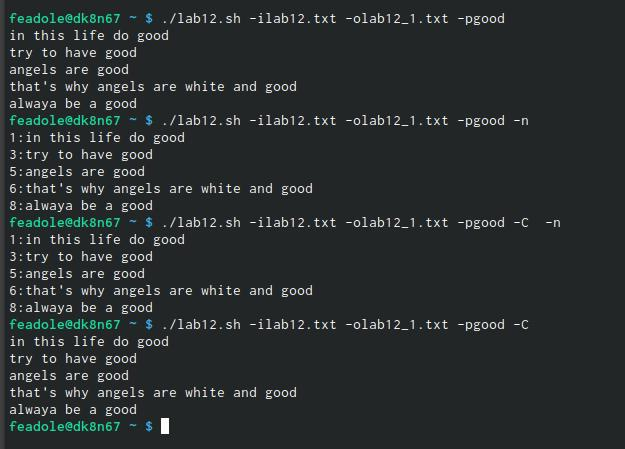 feadole@dk8n67 ~ $ ./lab12.sh -ilab12.txt -olab12_1.txt -pgood
in this life do good
try to have good
angels are good
that's why angels are white and good
alwaya be a good
feadole@dk8n67 ~ $ ./lab12.sh -ilab12.txt -olab12_1.txt -pgood -n
1:in this life do good
3:try to have good
5:angels are good
6:that's why angels are white and good
8:alwaya be a good
feadole@dk8n67 ~ $ ./lab12.sh -ilab12.txt -olab12_1.txt -pgood -C  -n
1:in this life do good
3:try to have good
5:angels are good
6:that's why angels are white and good
8:alwaya be a good
feadole@dk8n67 ~ $ ./lab12.sh -ilab12.txt -olab12_1.txt -pgood -C
in this life do good
try to have good
angels are good
that's why angels are white and good
alwaya be a good
feadole@dk8n67 ~ $